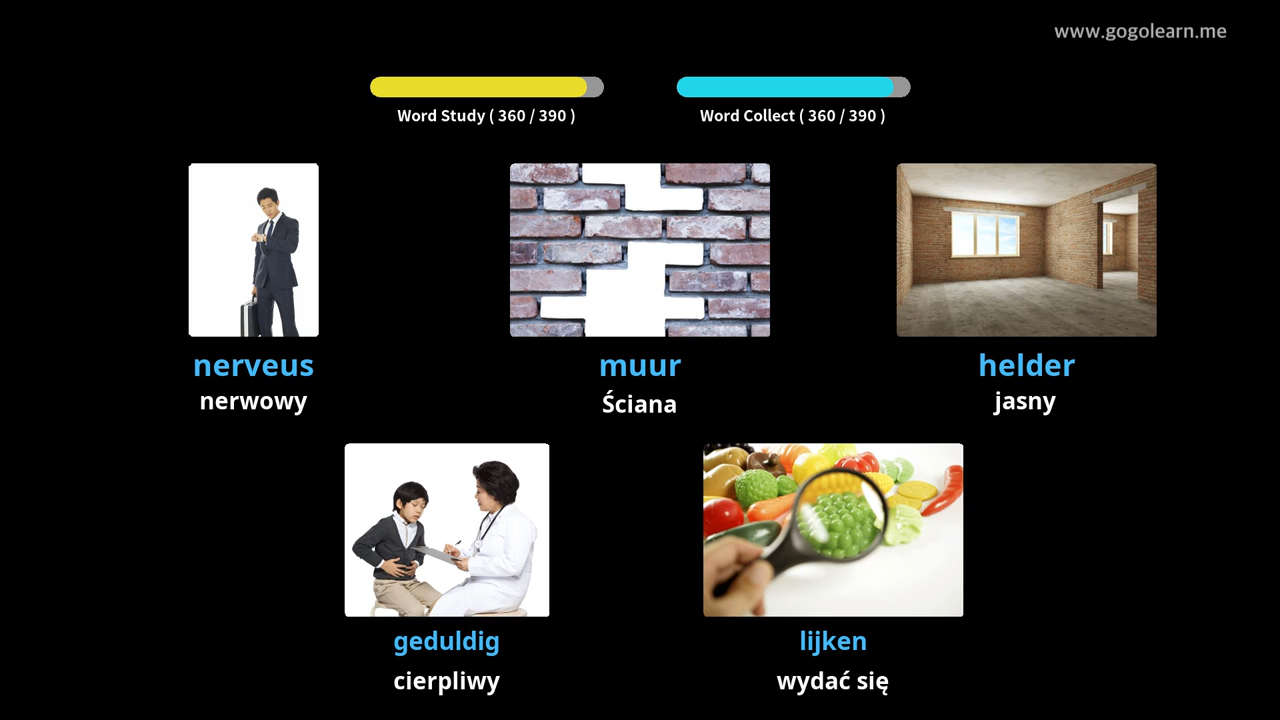 www.gogolearn.me
Word Study ( 360 / 390 )
Word Collect ( 360 / 390 )
nerveus
nerwowy
muur
Ściana
helder
jasny
geduldig
cierpliwy
lijken
wydać się